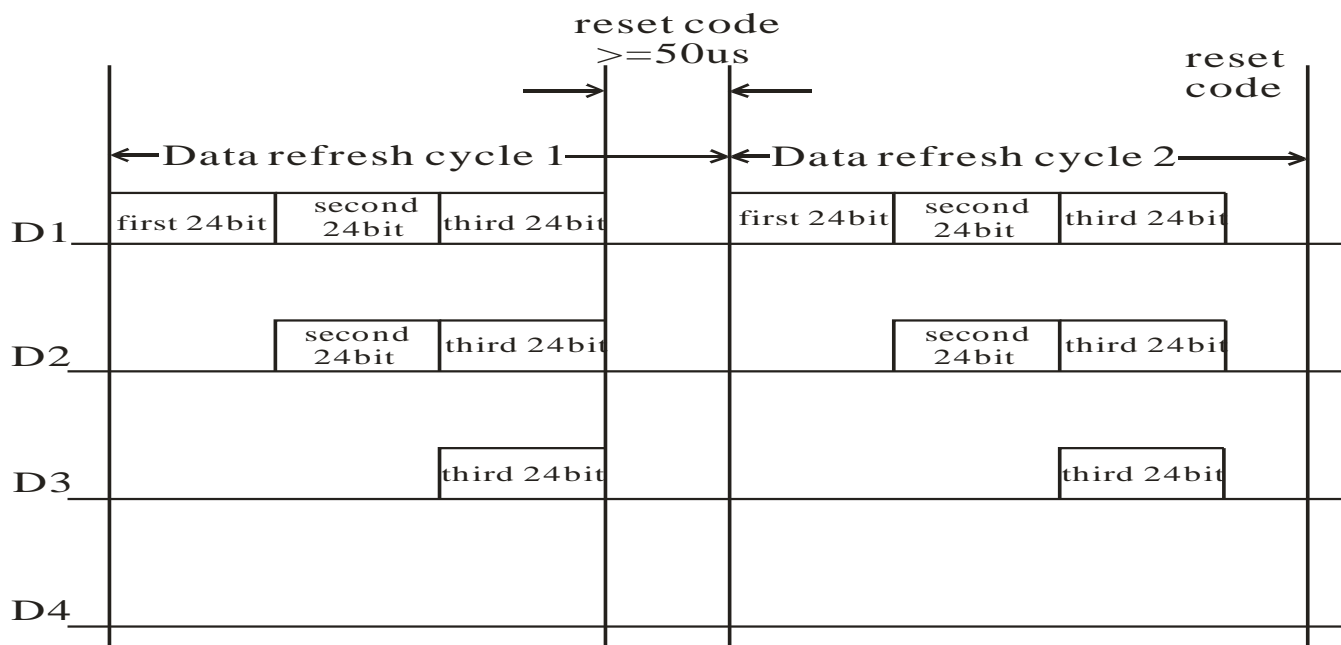 reset code
>=50us
reset
code
Data refresh cycle 1
Data refresh cycle 2
D1
first 24bit
second
24bit
third 24bit
first 24bit
second
24bit
third 24bit
D2
second
24bit
third 24bit
second
24bit
third 24bit
D3
third 24bit
third 24bit
D4